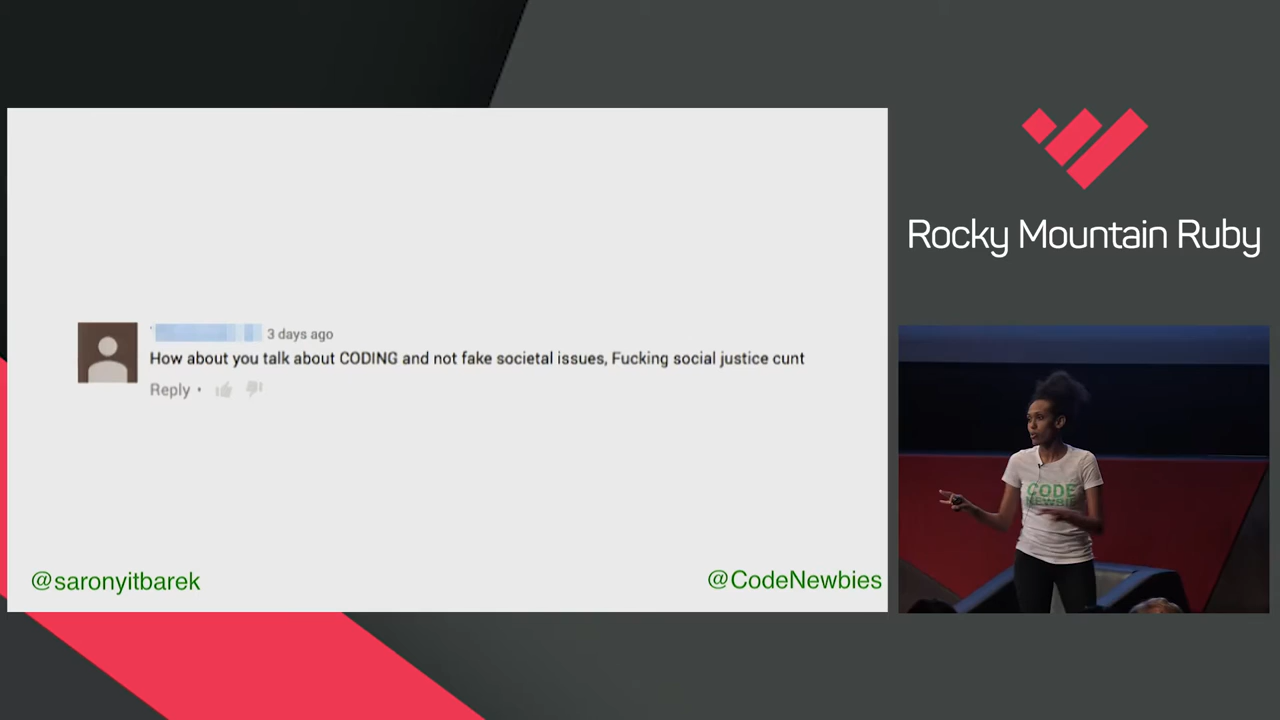 3 days ago
How about you talk about CODING and not fake societal issues, Fucking social justice cunt
Reply •
@saronyitbarek
@CodeNewbies
Rocky Mountain Ruby
CODE
NEWBIE